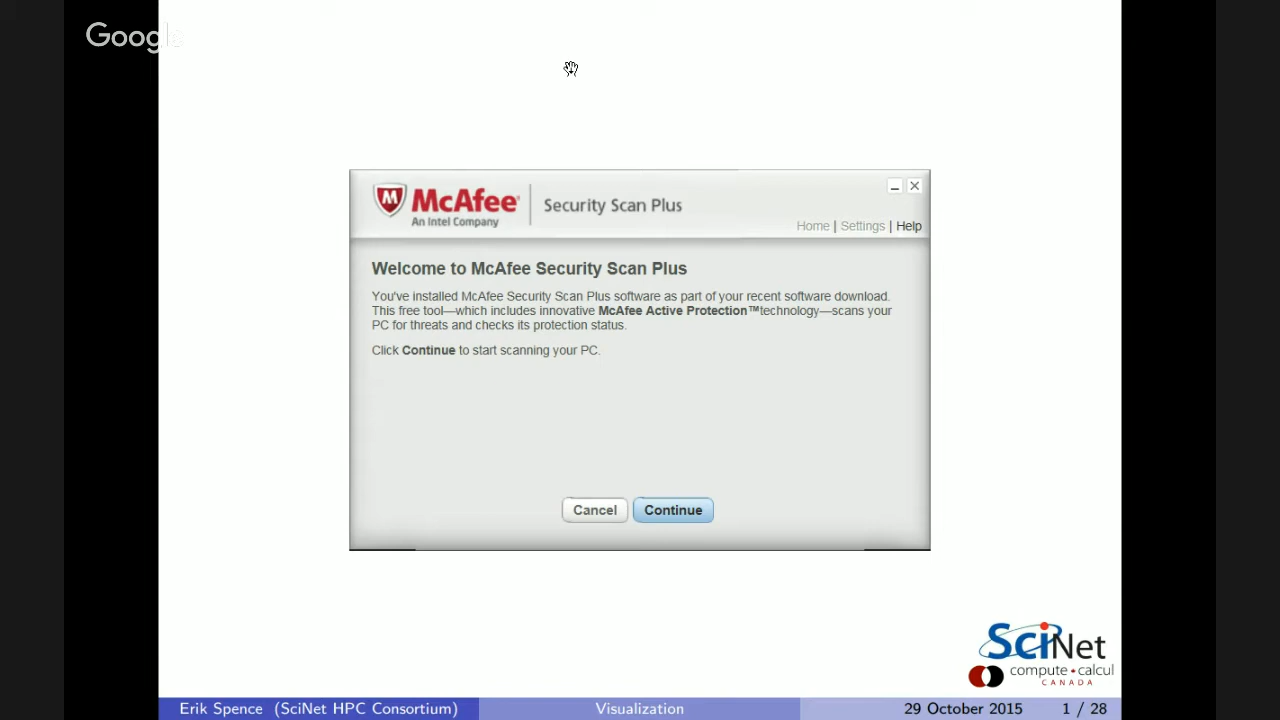 Google
McAfee
An Intel Company
Security Scan Plus
Home | Settings | Help
Welcome to McAfee Security Scan Plus
You've installed McAfee Security Scan Plus software as part of your recent software download.
This free tool—which includes innovative McAfee Active Protection™technology—scans your
PC for threats and checks its protection status.
Click Continue to start scanning your PC.
Cancel
Continue
SciNet
compute • calcul
CANADA
Erik Spence (SciNet HPC Consortium)
Visualization
29 October 2015
1 / 28